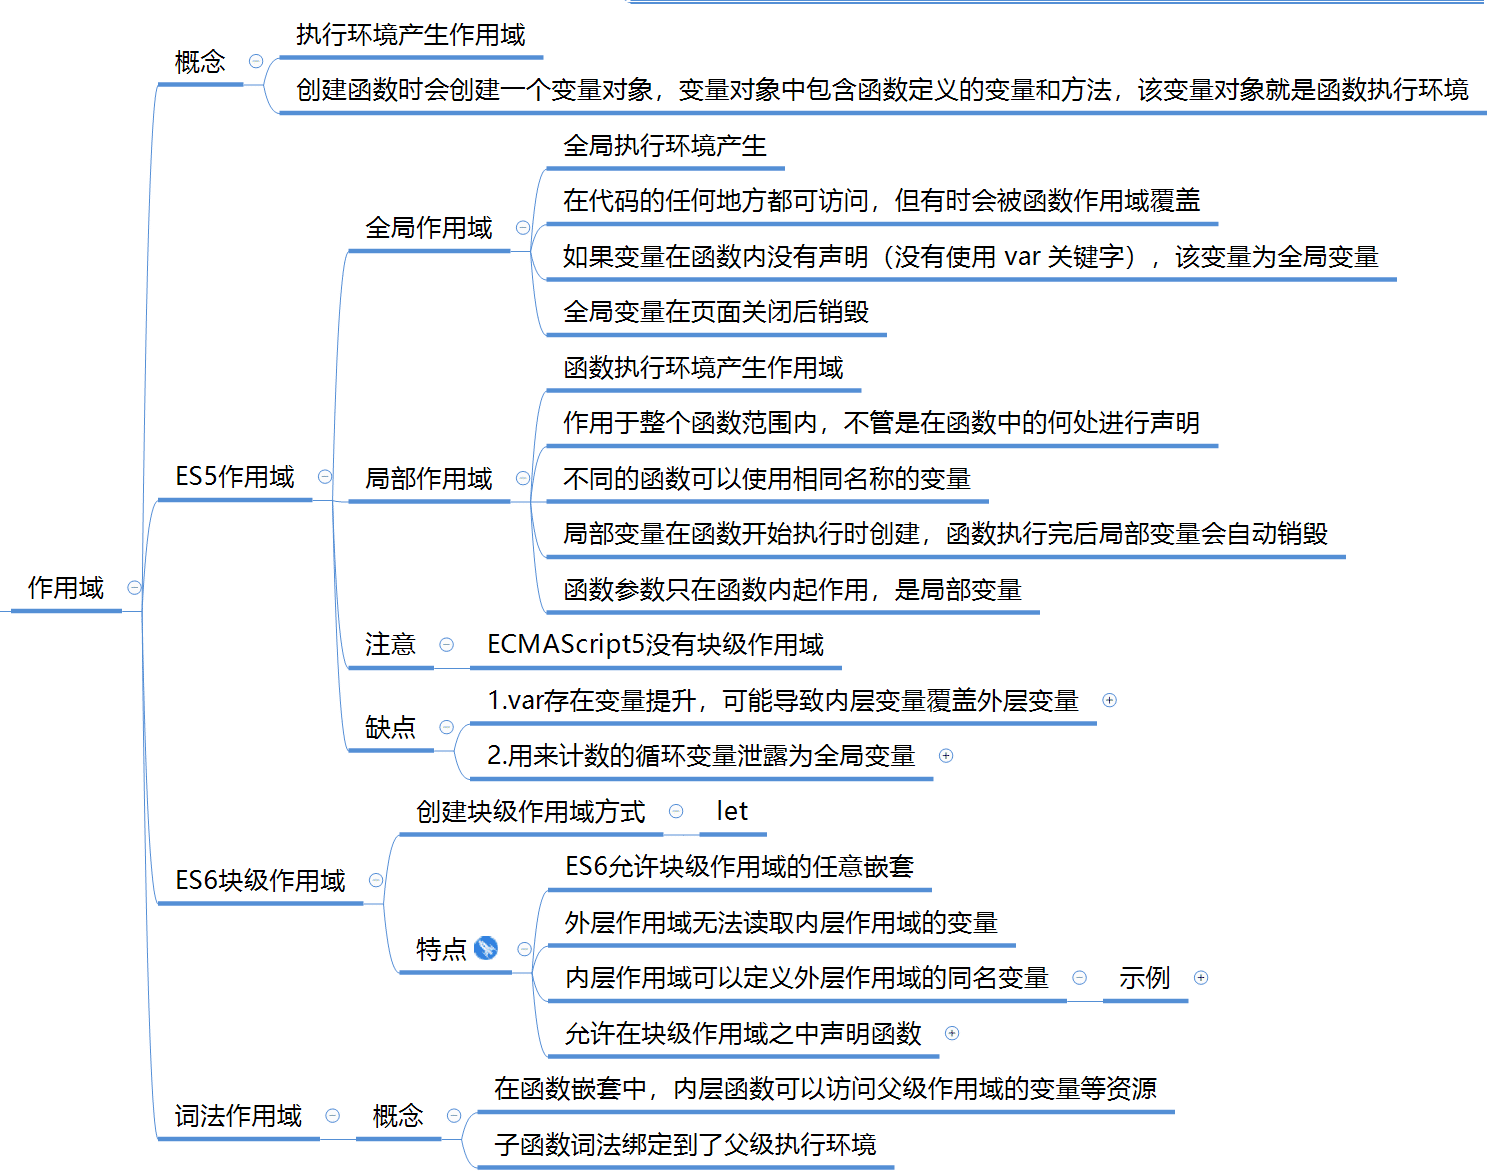 作用域
概念
执行环境产生作用域
创建函数时会创建一个变量对象，变量对象中包含函数定义的变量和方法，该变量对象就是函数执行环境
ES5作用域
全局作用域
全局执行环境产生
在代码的任何地方都可访问，但有时会被函数作用域覆盖
如果变量在函数内没有声明（没有使用 var 关键字），该变量为全局变量
全局变量在页面关闭后销毁
局部作用域
函数执行环境产生作用域
作用于整个函数范围内，不管是在函数中的何处进行声明
不同的函数可以使用相同名称的变量
局部变量在函数开始执行时创建，函数执行完后局部变量会自动销毁
函数参数只在函数内起作用，是局部变量
注意
ECMAScript5没有块级作用域
缺点
1.var存在变量提升，可能导致内层变量覆盖外层变量
2.用来计数的循环变量泄露为全局变量
ES6块级作用域
创建块级作用域方式
let
特点
ES6允许块级作用域的任意嵌套
外层作用域无法读取内层作用域的变量
内层作用域可以定义外层作用域的同名变量
示例
允许在块级作用域之中声明函数
词法作用域
概念
在函数嵌套中，内层函数可以访问父级作用域的变量等资源
子函数词法绑定到了父级执行环境